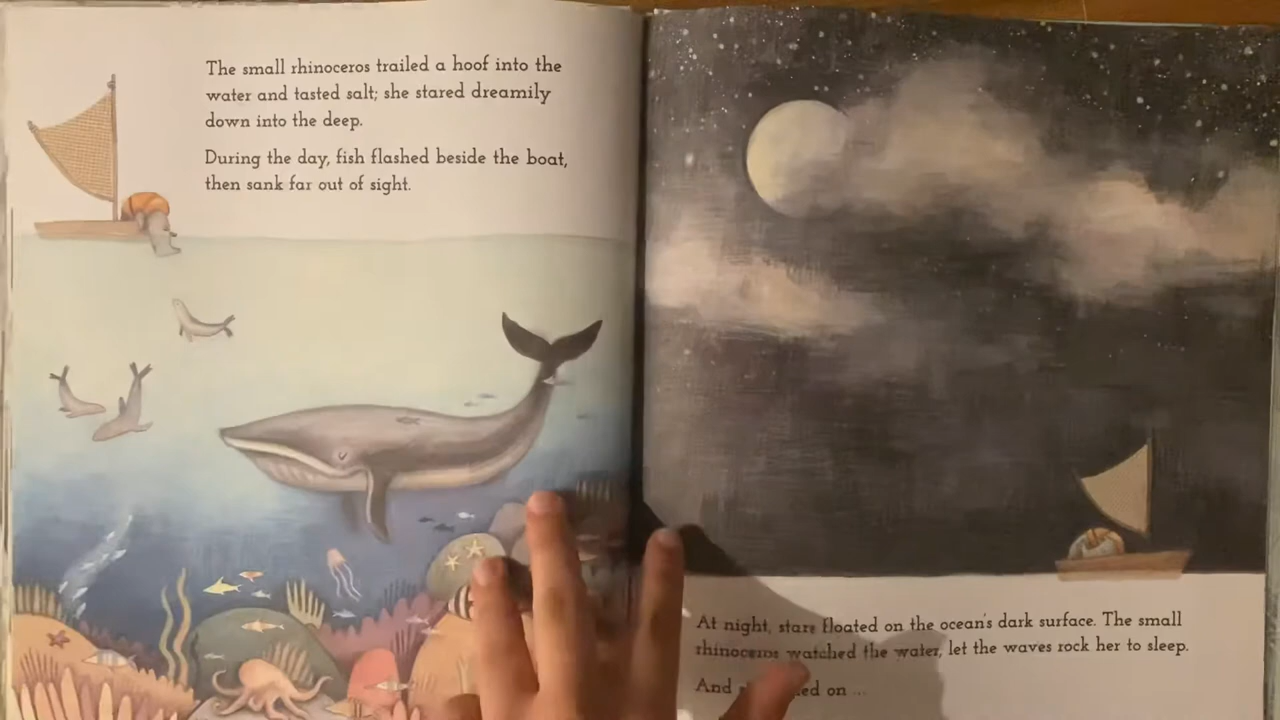 The small rhinoceros trailed a hoof into the
water and tasted salt; she stared dreamily
down into the deep.
During the day, fish flashed beside the boat,
then sank far out of sight.
At night, stars floated on the ocean's dark surface. The small
rhinoceros watched the water, let the waves rock her to sleep.
And on ...